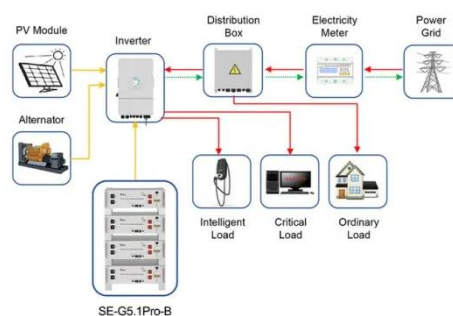 PV Module
Inverter
Distribution
Box
Electricity
Meter
Power
Grid
Alternator
Intelligent
Load
Critical
Load
Ordinary
Load
SE-G5.1Pro-B